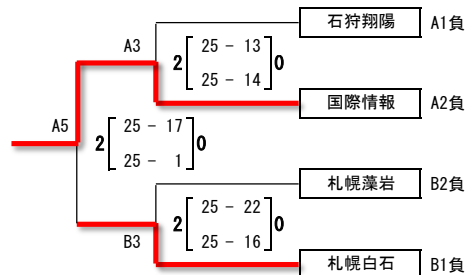 石狩翔陽 A1負
A3
2 25 - 13 0
25 - 14
国際情報 A2負
A5
2 25 - 17 0
25 - 1
札幌藻岩 B2負
2 25 - 22 0
25 - 16
B3
札幌白石 B1負